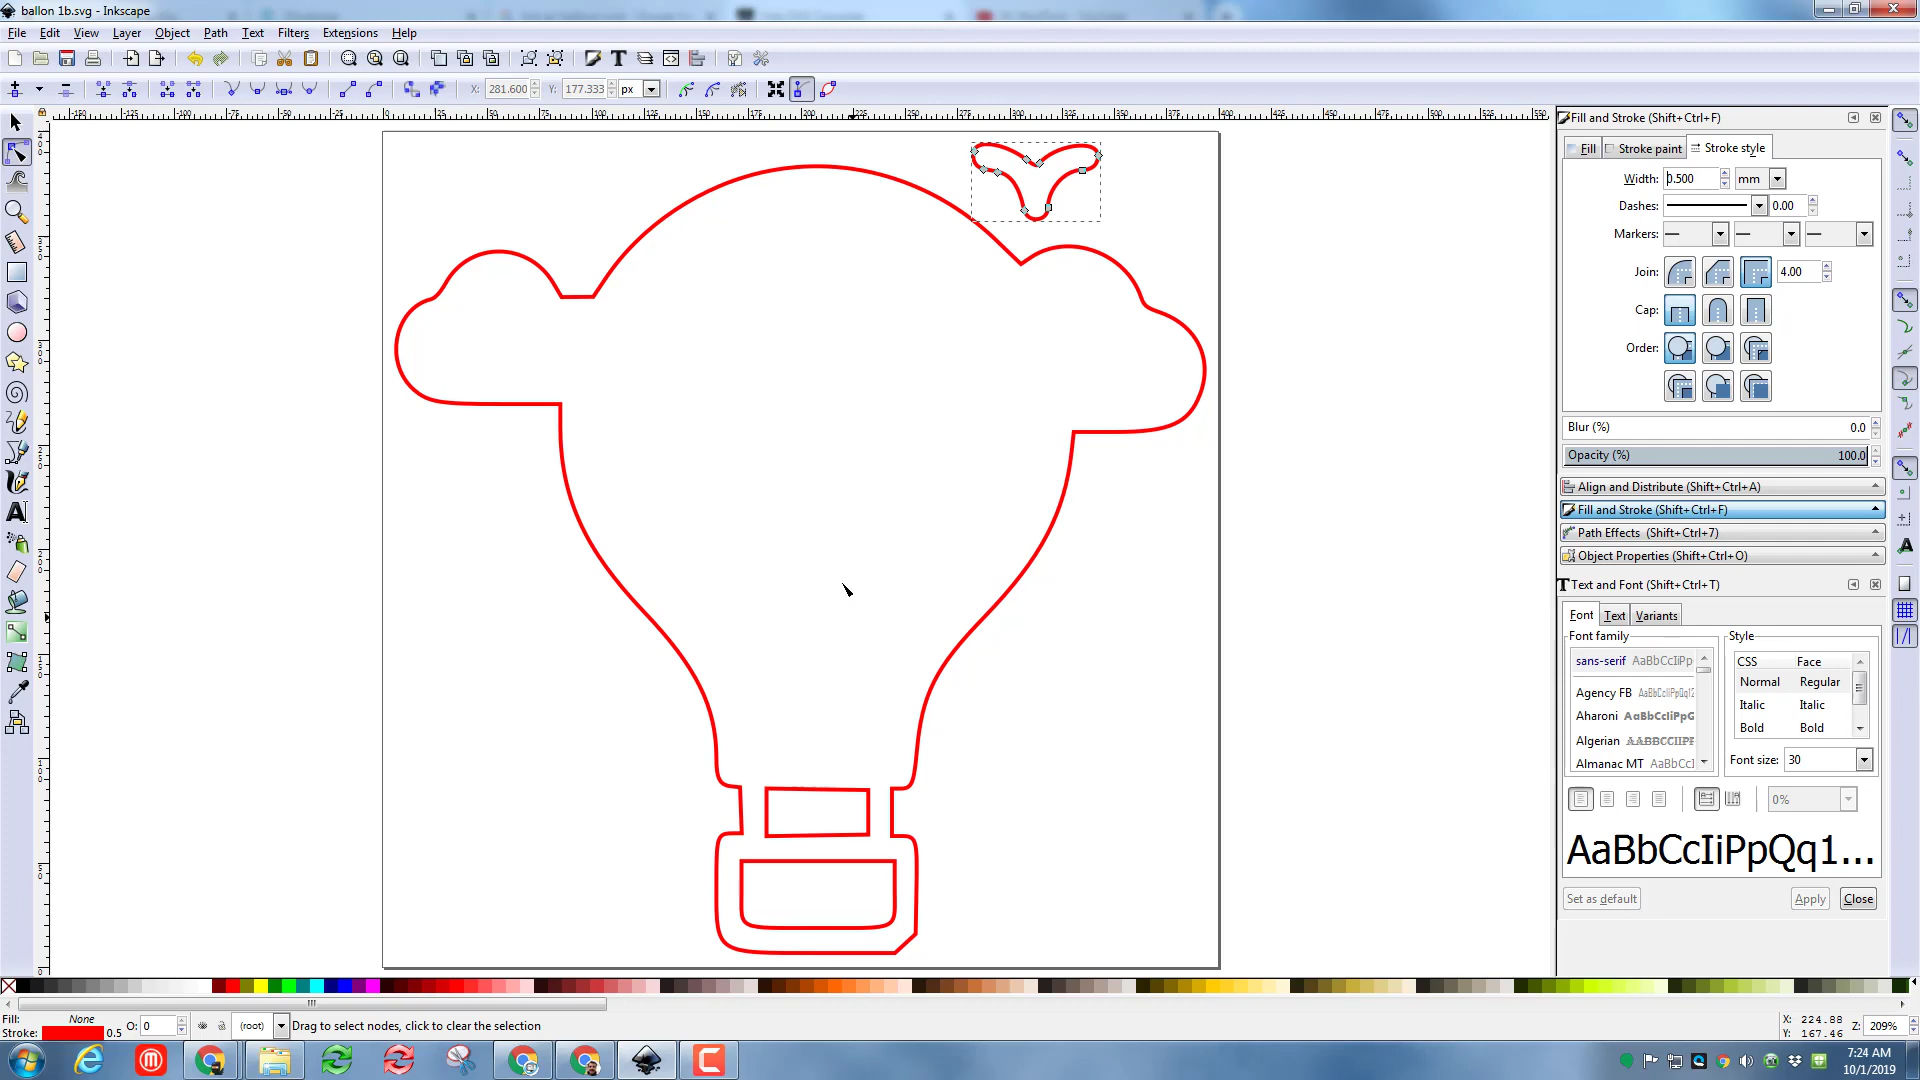 ballon 1b.svg - Inkscape
File Edit View Layer Object Path Text Filters Extensions Help
X: 281.600 Y: 177.333 px
Fill and Stroke (Shift+Ctrl+F)
Fill Stroke paint Stroke style
Width: 0.500 mm
Dashes: 0.00
Markers:
Join: 4.00
Cap:
Order:
Blur (%) 0.0
Opacity (%) 100.0
Align and Distribute (Shift+Ctrl+A)
Fill and Stroke (Shift+Ctrl+F)
Path Effects (Shift+Ctrl+7)
Object Properties (Shift+Ctrl+O)
Text and Font (Shift+Ctrl+T)
Font Text Variants
Font family Style
sans-serif AaBbCcIiPp
CSS Face
Agency FB AaBbCcIiPpQq12
Normal Regular
Aharoni AaBbCcIiPpQ
Italic Italic
Algerian AABBCCIIPP
Bold Bold
Almanac MT AaBbCcI
Font size: 30
0%
AaBbCcIiPpQq1...
Set as default Apply Close
Fill: None
Stroke: 0.5 O: 0 (root) Drag to select nodes, click to clear the selection
X: 224.88
Y: 167.46 Z: 209%
7:24 AM
10/1/2019